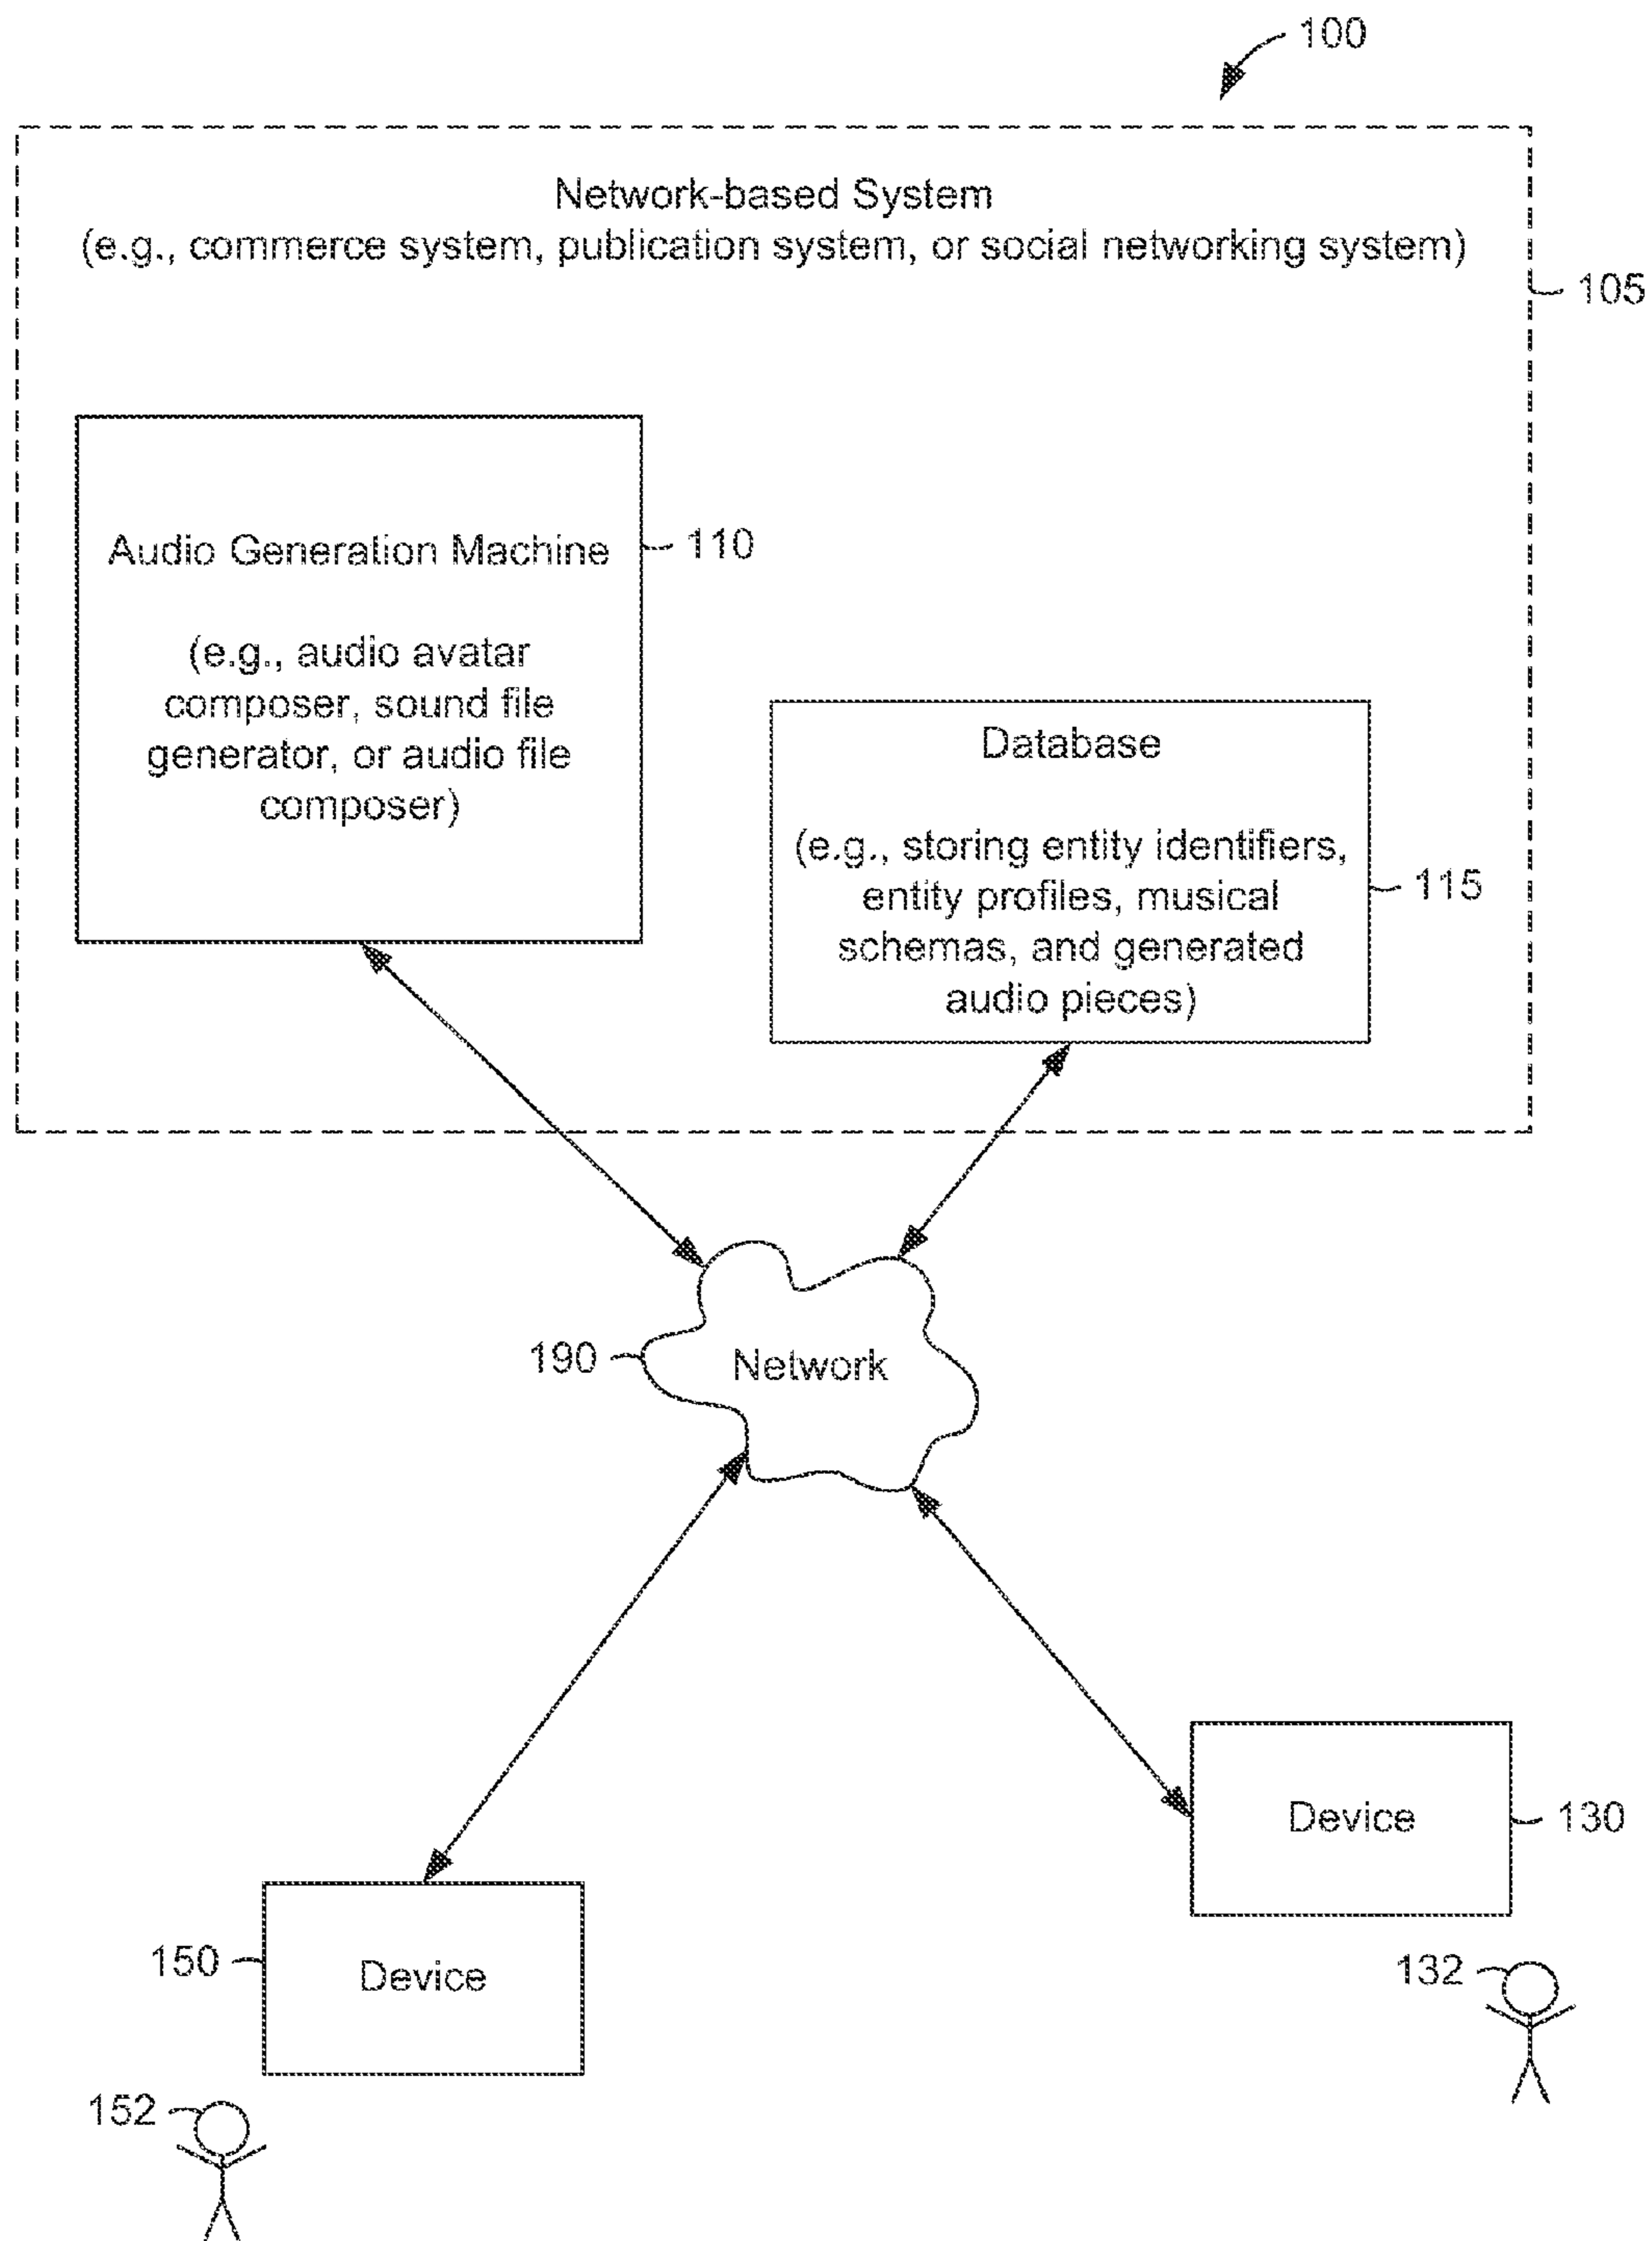 100
Network-based System
(e.g., commerce system, publication system, or social networking system)
105
Audio Generation Machine
110
(e.g., audio avatar
composer, sound file
generator, or audio file
composer)
Database
(e.g., storing entity identifiers,
entity profiles, musical
schemas, and generated
audio pieces)
115
190
Network
Device
130
150
Device
132
152